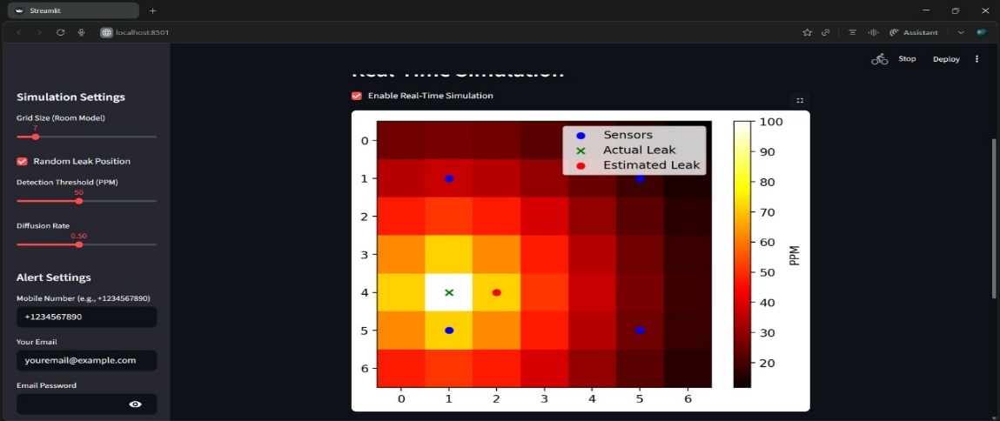 Streamlit
localhost:8501
Assistant
Stop
Deploy
Simulation Settings
Grid Size (Room Model)
7
Random Leak Position
Detection Threshold (PPM)
50
Diffusion Rate
0.50
Alert Settings
Mobile Number (e.g., +1234567890)
+1234567890
Your Email
youremail@example.com
Email Password
Real-Time Simulation
Enable Real-Time Simulation
Sensors
Actual Leak
Estimated Leak
0
1
2
3
4
5
6
0 1 2 3 4 5 6
100
90
80
70
60
50
40
30
20
PPM